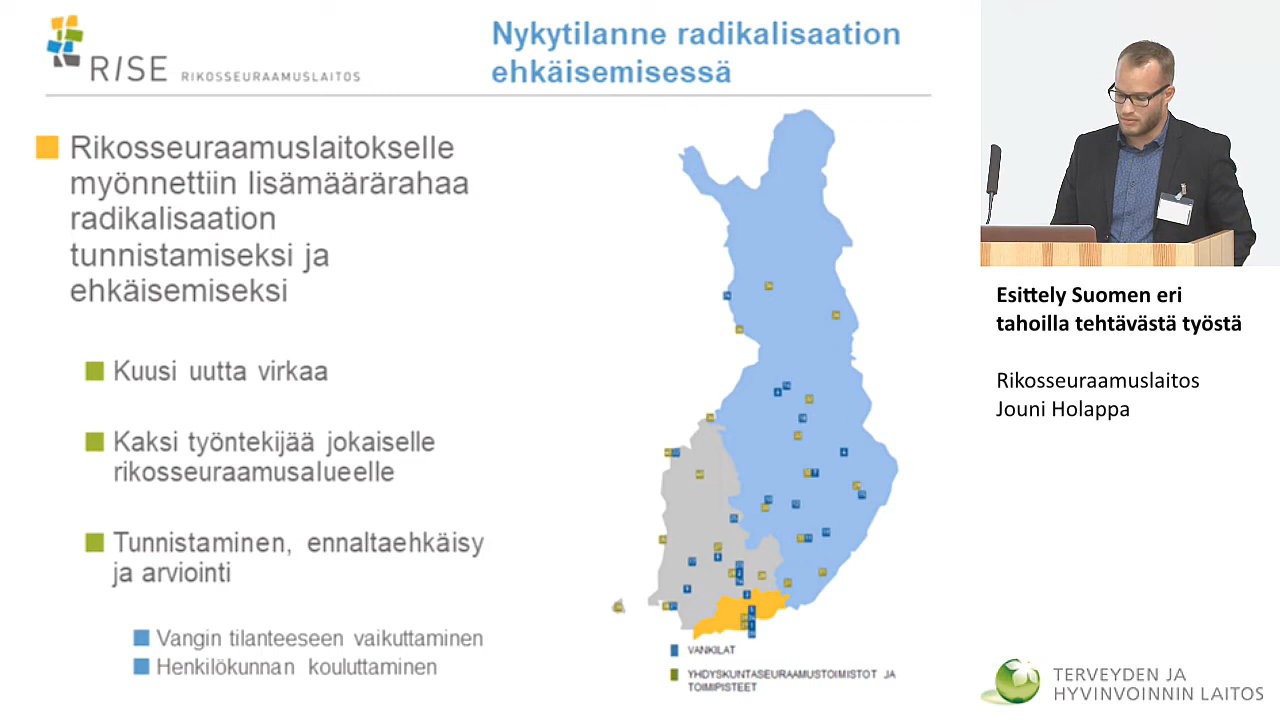 RISE RIKOSSEURAAMUSLAITOS
Nykytilanne radikalisaation
ehkäisemisessä
Rikosseuraamuslaitokselle
myönnettiin lisämäärärahaa
radikalisaation
tunnistamiseksi ja
ehkäisemiseksi
Kuusi uutta virkaa
Kaksi työntekijää jokaiselle
rikosseuraamusalueelle
Tunnistaminen, ennaltaehkäisy
ja arviointi
Vangin tilanteeseen vaikuttaminen
Henkilökunnan kouluttaminen
VANKILAT
YHDYSKUNTASEURAAMUSTOIMISTOT JA
TOIMIPISTEET
Esittely Suomen eri
tahoilla tehtävästä työstä
Rikosseuraamuslaitos
Jouni Holappa
TERVEYDEN JA
HYVINVOINNIN LAITOS